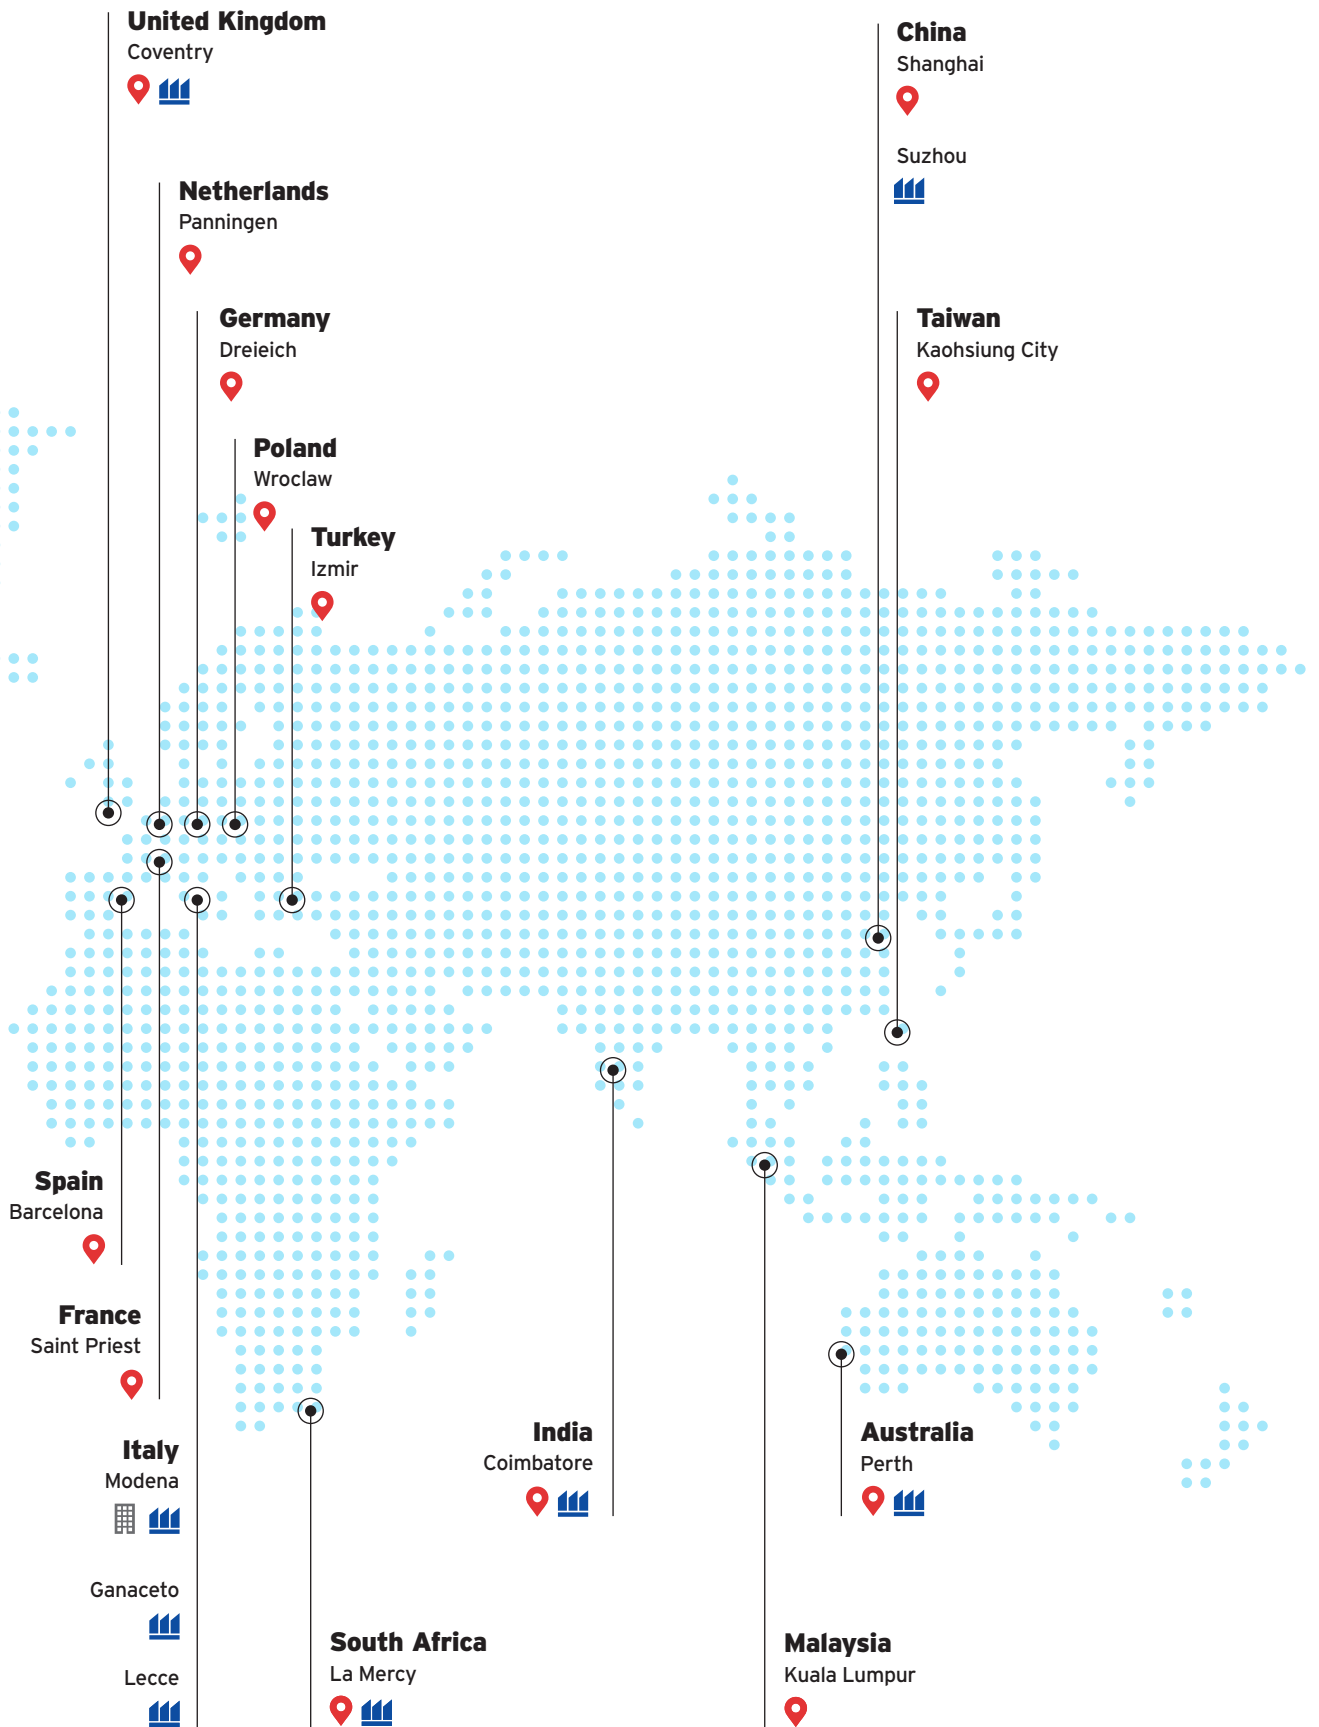 United Kingdom
Coventry
China
Shanghai
Suzhou
Netherlands
Panningen
Germany
Dreieich
Taiwan
Kaohsiung City
Poland
Wroclaw
Turkey
Izmir
Spain
Barcelona
France
Saint Priest
Italy
Modena
Ganaceto
Lecce
India
Coimbatore
Australia
Perth
South Africa
La Mercy
Malaysia
Kuala Lumpur